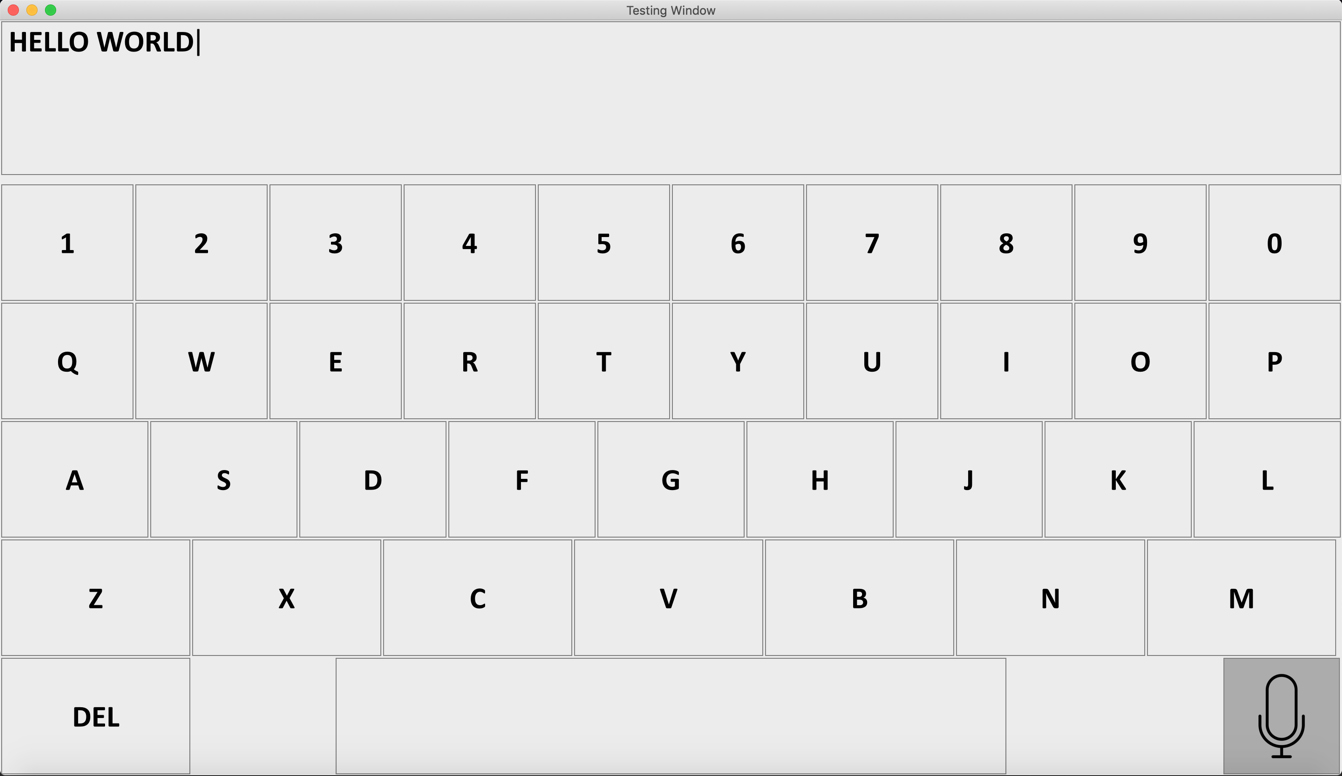 Testing Window
HELLO WORLD
1 2 3 4 5 6 7 8 9 0
Q W E R T Y U I O P
A S D F G H J K L
Z X C V B N M
DEL